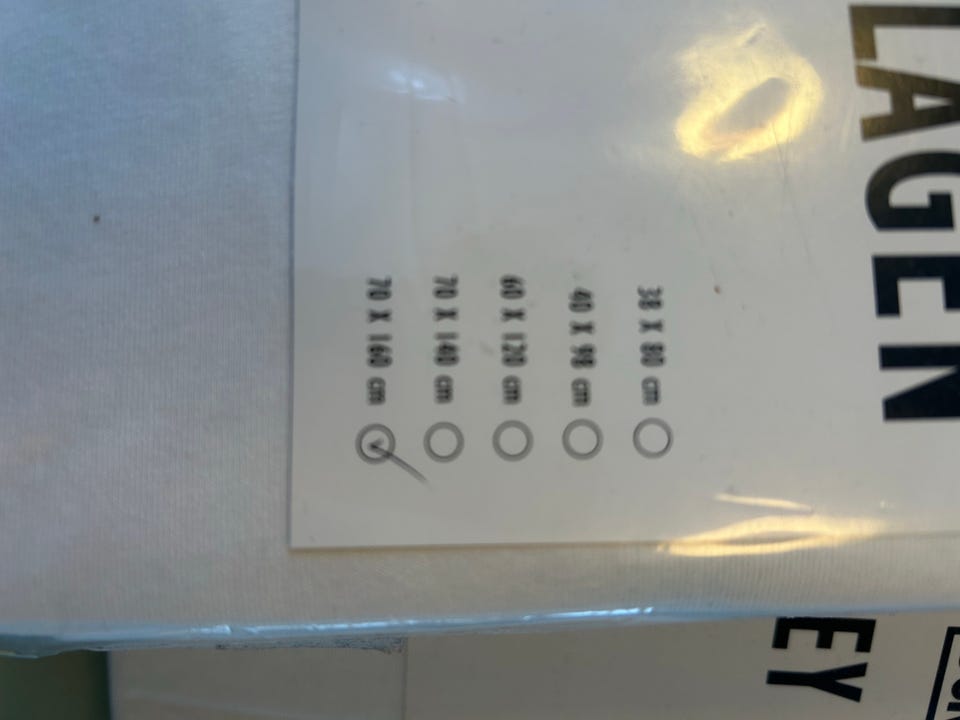 LAGEN
38 X 80 cm
40 X 98 cm
60 X 120 cm
70 X 140 cm
70 X 160 cm
EY